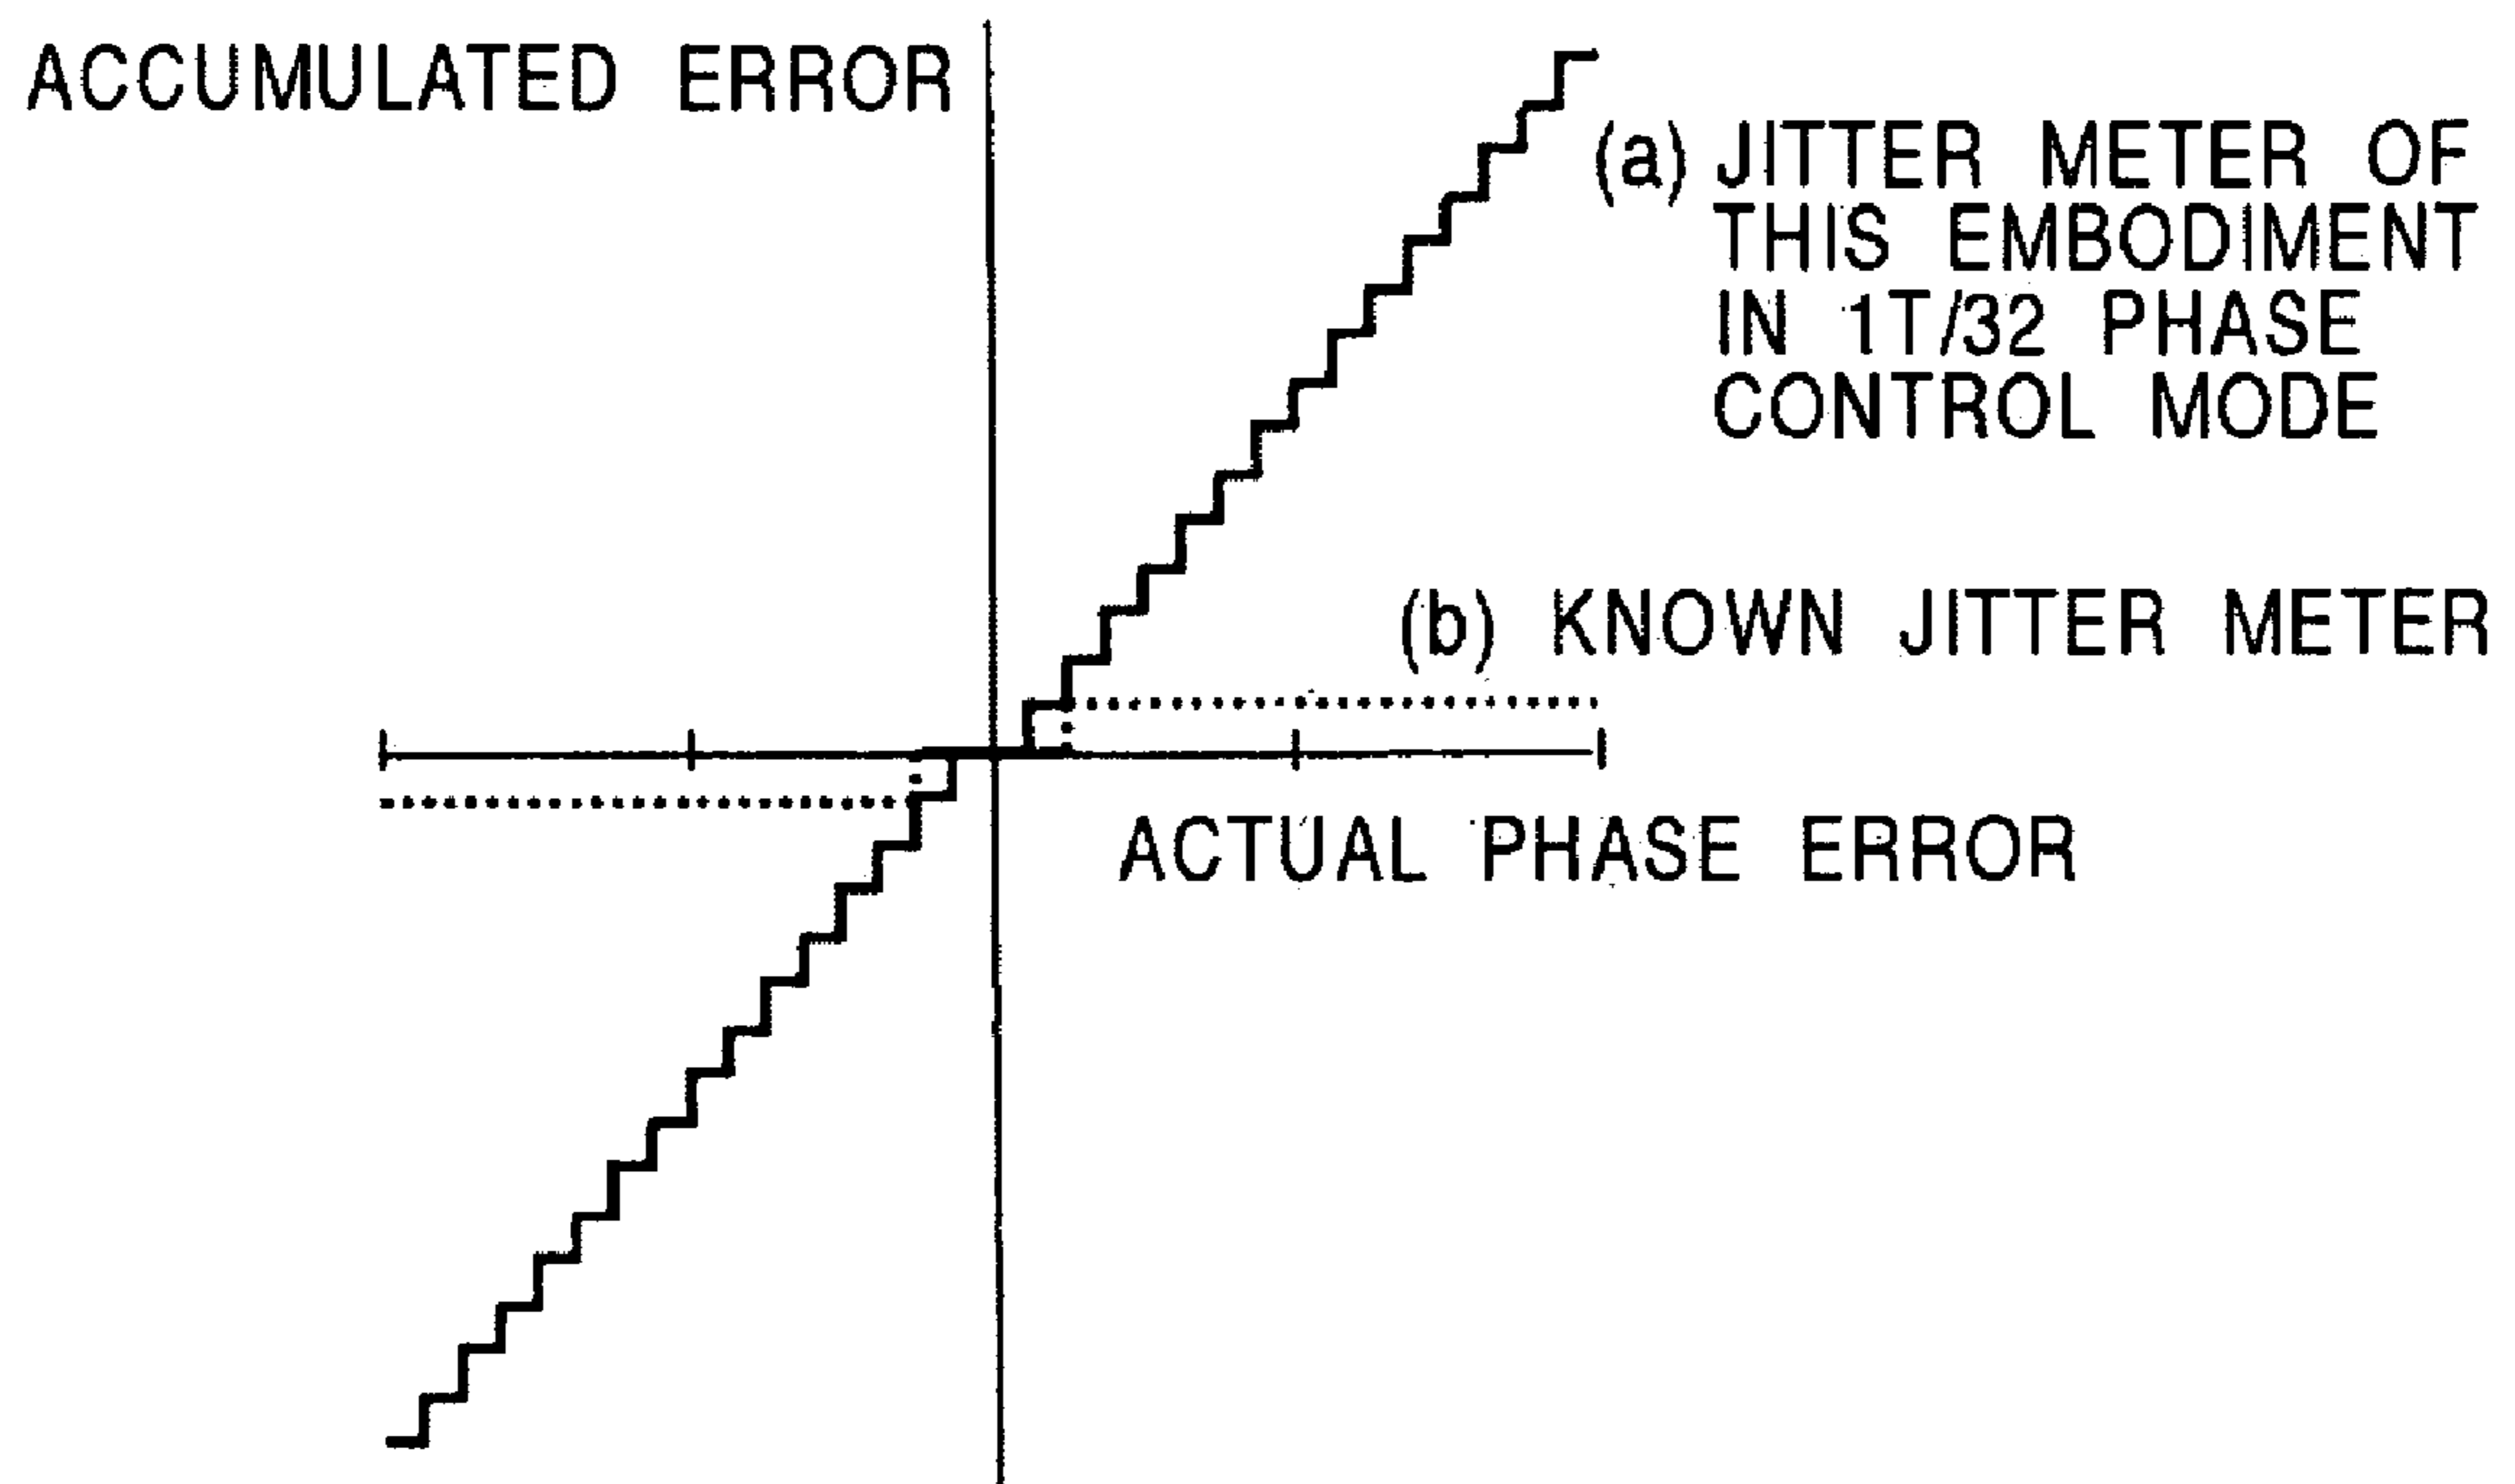 ACCUMULATED ERROR
(a) JITTER METER OF
THIS EMBODIMENT
IN 1T/32 PHASE
CONTROL MODE
(b) KNOWN JITTER METER
ACTUAL PHASE ERROR